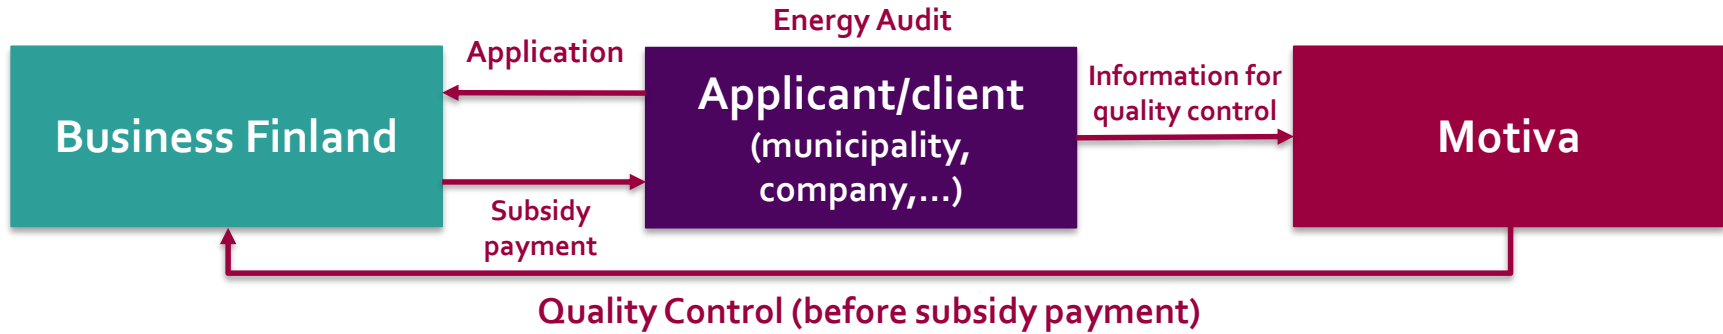 Energy Audit
Application
Business Finland
Subsidy
payment
Applicant/client
(municipality,
company,...)
Information for
quality control
Motiva
Quality Control (before subsidy payment)